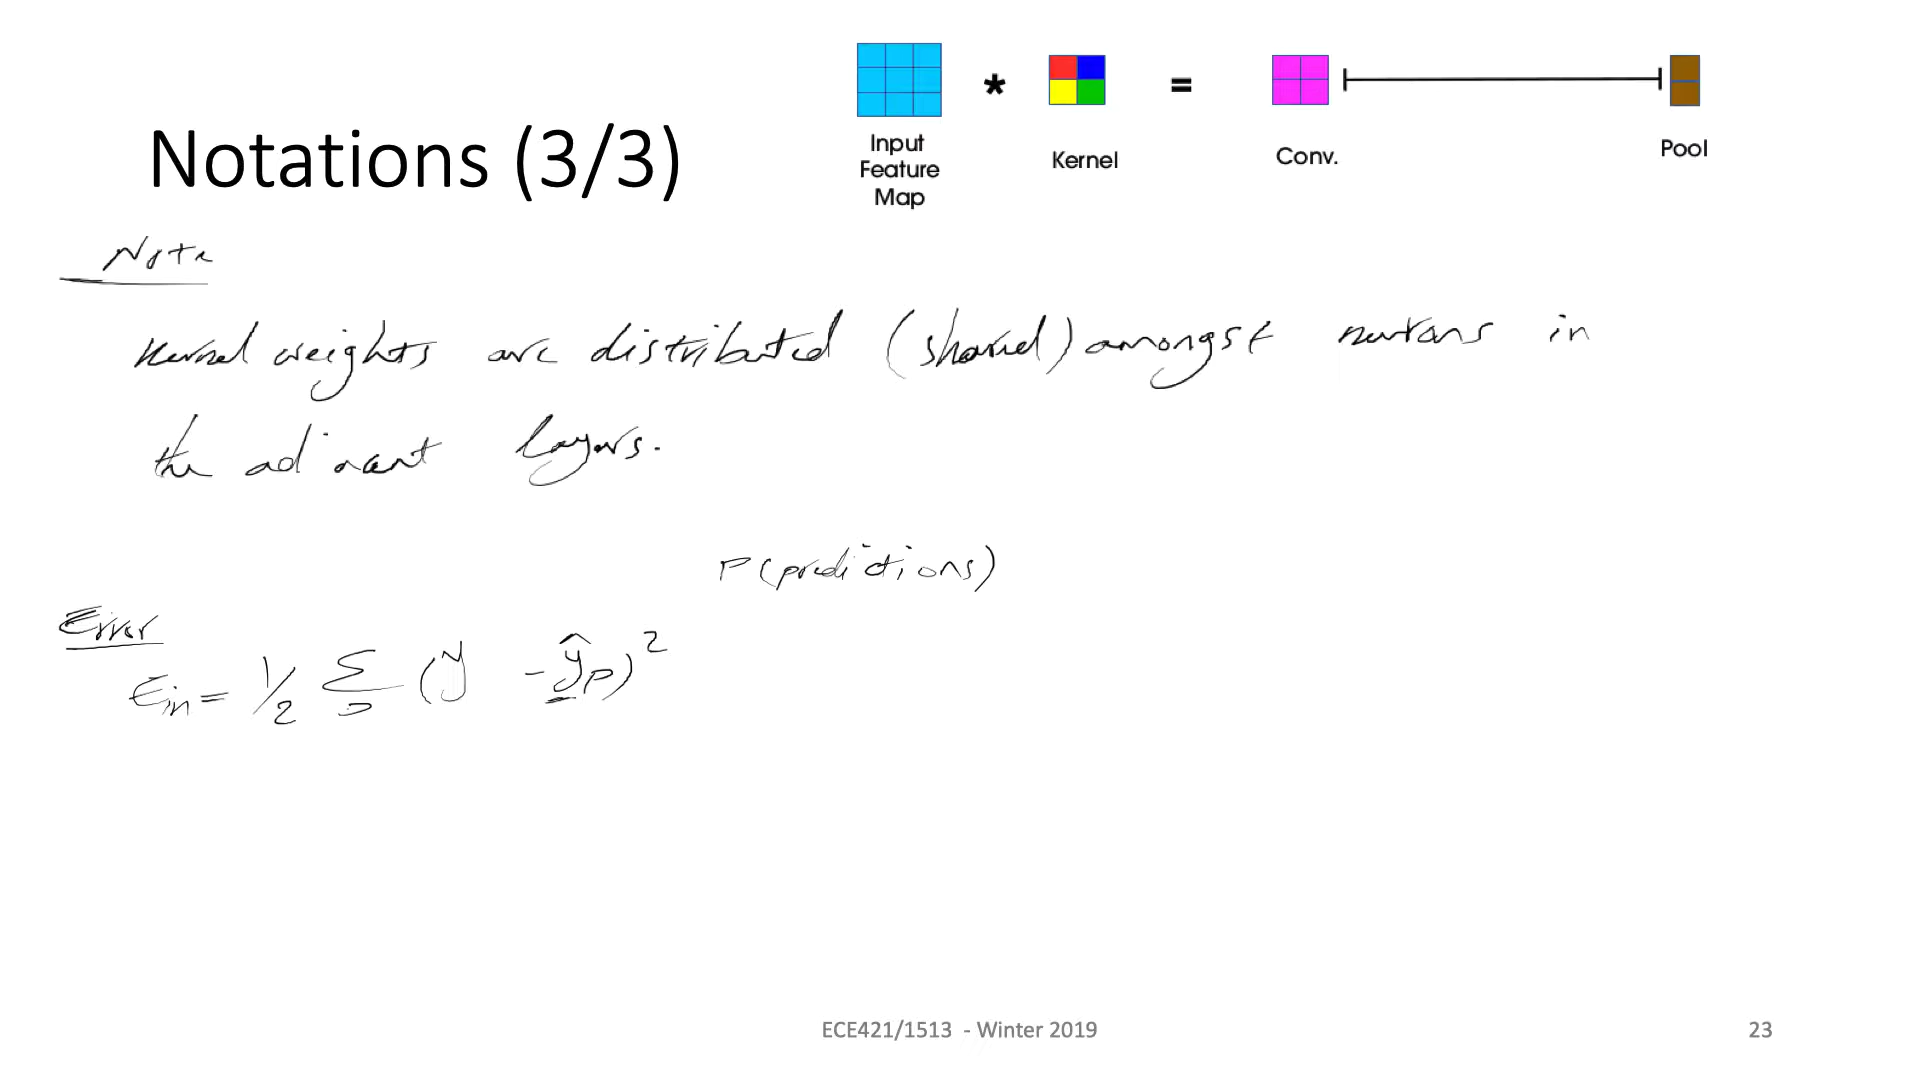 Input
Feature
Map
*
Kernel
=
Conv.
Pool
Notations (3/3)
Note
Kernel weights are distributed (shared) amongst neurons in
the adjacent layers.
P (predictions)
Error
Ein = 1/2 Σ (y - ŷp)²
ECE421/1513 - Winter 2019
23